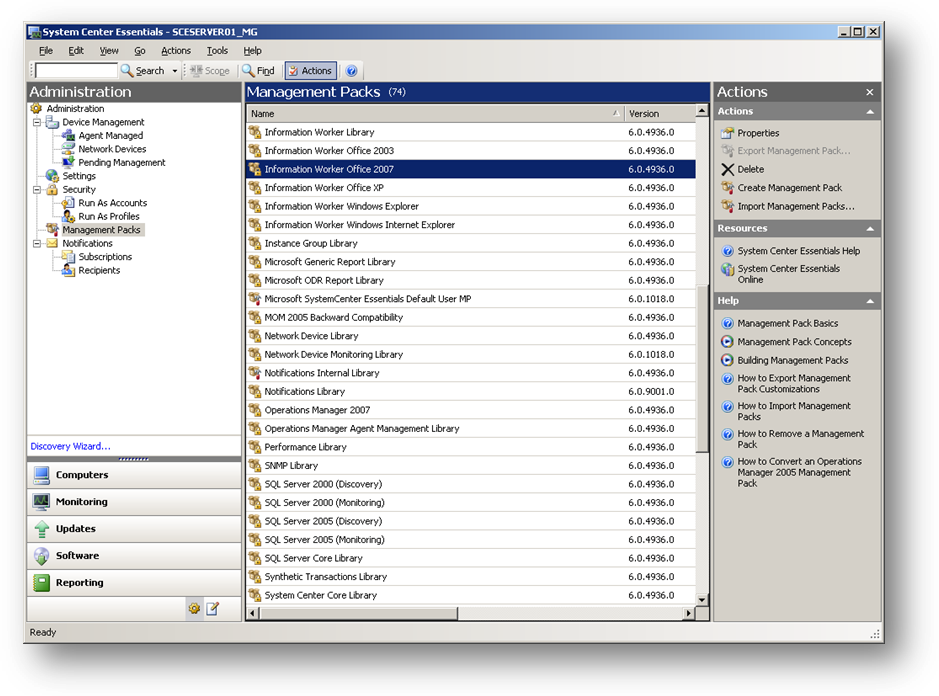 System Center Essentials - SCESERVER01_MG
File Edit View Go Actions Tools Help
Search Scope Find Actions
Administration
Administration
Device Management
Agent Managed
Network Devices
Pending Management
Settings
Security
Run As Accounts
Run As Profiles
Management Packs
Notifications
Subscriptions
Recipients
Discovery Wizard...
Computers
Monitoring
Updates
Software
Reporting
Management Packs (74)
Name Version
Information Worker Library 6.0.4936.0
Information Worker Office 2003 6.0.4936.0
Information Worker Office 2007 6.0.4936.0
Information Worker Office XP 6.0.4936.0
Information Worker Windows Explorer 6.0.4936.0
Information Worker Windows Internet Explorer 6.0.4936.0
Instance Group Library 6.0.4936.0
Microsoft Generic Report Library 6.0.4936.0
Microsoft ODR Report Library 6.0.4936.0
Microsoft SystemCenter Essentials Default User MP 6.0.1018.0
MOM 2005 Backward Compatibility 6.0.4936.0
Network Device Library 6.0.4936.0
Network Device Monitoring Library 6.0.1018.0
Notifications Internal Library 6.0.4936.0
Notifications Library 6.0.9001.0
Operations Manager 2007 6.0.4936.0
Operations Manager Agent Management Library 6.0.4936.0
Performance Library 6.0.4936.0
SNMP Library 6.0.4936.0
SQL Server 2000 (Discovery) 6.0.4936.0
SQL Server 2000 (Monitoring) 6.0.4936.0
SQL Server 2005 (Discovery) 6.0.4936.0
SQL Server 2005 (Monitoring) 6.0.4936.0
SQL Server Core Library 6.0.4936.0
Synthetic Transactions Library 6.0.4936.0
System Center Core Library 6.0.4936.0
Actions
Actions
Properties
Export Management Pack...
Delete
Create Management Pack
Import Management Packs...
Resources
System Center Essentials Help
System Center Essentials
Online
Help
Management Pack Basics
Management Pack Concepts
Building Management Packs
How to Export Management
Pack Customizations
How to Import Management
Packs
How to Remove a Management
Pack
How to Convert an Operations
Manager 2005 Management
Pack
Ready